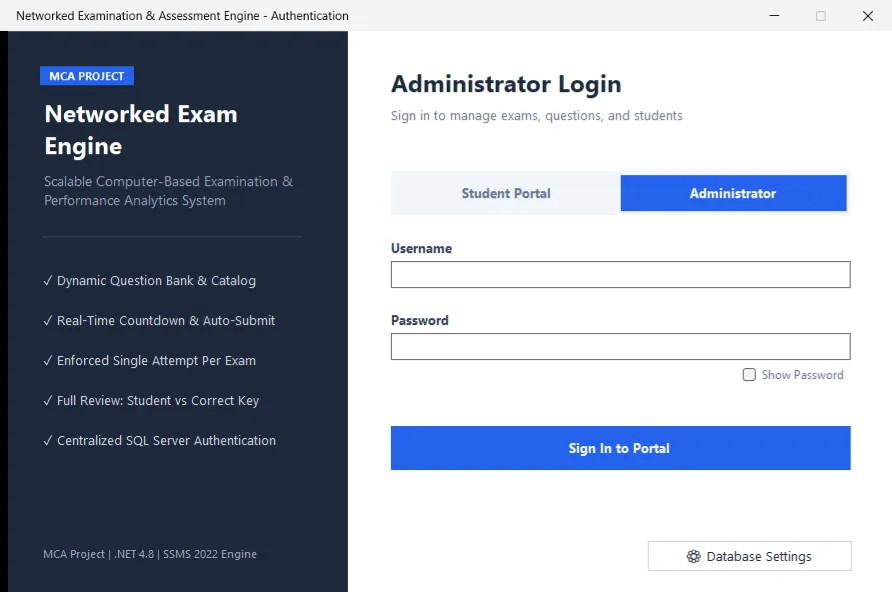 Networked Examination & Assessment Engine - Authentication
MCA PROJECT
Networked Exam
Engine
Scalable Computer-Based Examination &
Performance Analytics System
✓ Dynamic Question Bank & Catalog
✓ Real-Time Countdown & Auto-Submit
✓ Enforced Single Attempt Per Exam
✓ Full Review: Student vs Correct Key
✓ Centralized SQL Server Authentication
MCA Project | .NET 4.8 | SSMS 2022 Engine
Administrator Login
Sign in to manage exams, questions, and students
Student Portal
Administrator
Username
Password
Show Password
Sign In to Portal
Database Settings